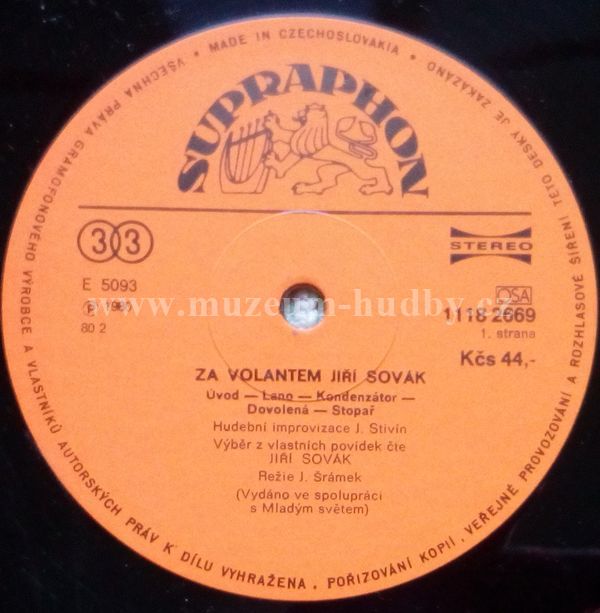 VŠECHNA PRÁVA GRAMOFONOVÉHO VÝROBCE A VLASTNÍKŮ AUTORSKÝCH PRÁV K DÍLU VYHRAŽENA. POŘIZOVÁNÍ KOPIÍ, VEŘEJNÉ PROVOZOVÁNÍ A ROZHLASOVÉ ŠÍŘENÍ TÉTO DESKY JE ZAKÁZÁNO • MADE IN CZECHOSLOVAKIA •
SUPRAPHON
33
STEREO
E 5093
℗
80 2
OSA
1118 2669
1. strana
Kčs 44,-
www.muzeum-hudby.cz
ZA VOLANTEM JIŘÍ SOVÁK
Úvod — Lano — Kondenzátor —
Dovolená — Stopař
Hudební improvizace J. Stivín
Výběr z vlastních povídek čte
JIŘÍ SOVÁK
Režie J. Šrámek
(Vydáno ve spolupráci
s Mladým světem)